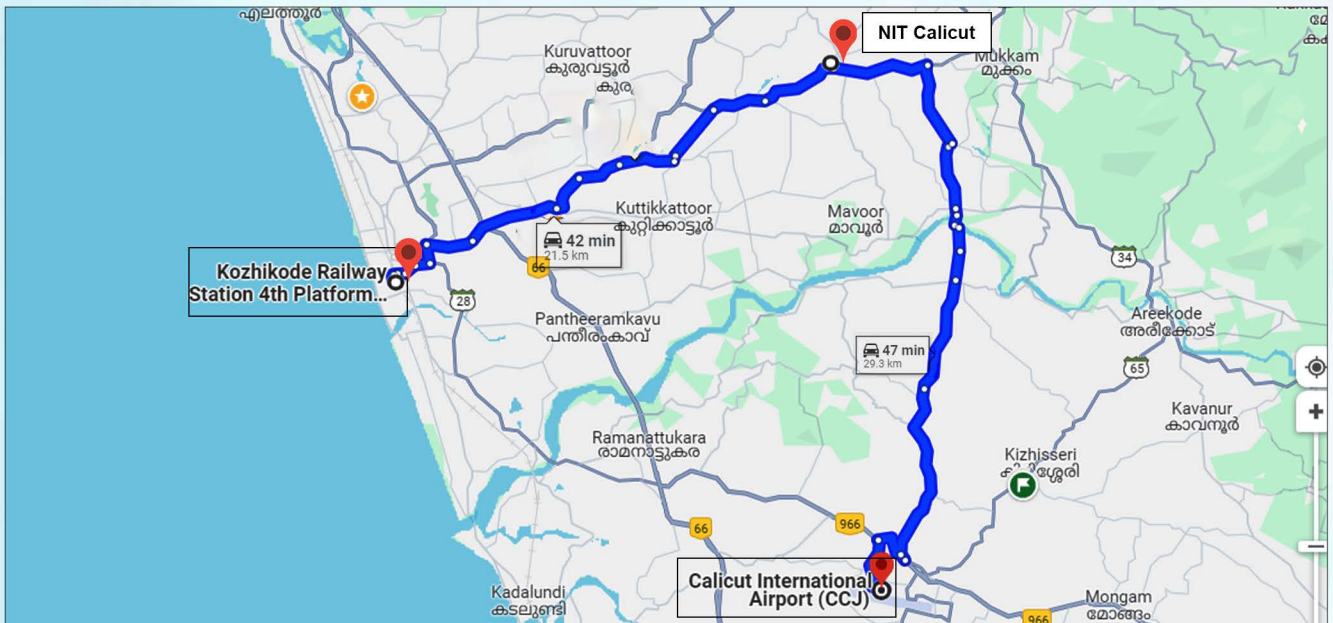 എലത്തൂർ
NIT Calicut
Kuruvattoor
കുരുവട്ടൂർ
കുരു
Mukkam
മുക്കം
Kuttikkattoor
കുറ്റിക്കാട്ടൂർ
Mavoor
മാവൂർ
42 min
21.5 km
66
Kozhikode Railway
Station 4th Platform...
28
34
Pantheeramkavu
പന്തീരംകാവ്
Areekode
അരീക്കോട്
47 min
29.3 km
65
Kavanur
കാവനൂർ
Ramanattukara
രാമനാട്ടുകര
Kizhisseri
66
966
Calicut International
Airport (CCJ)
Kadalundi
കടലുണ്ടി
Mongam
മോങ്ങം
966